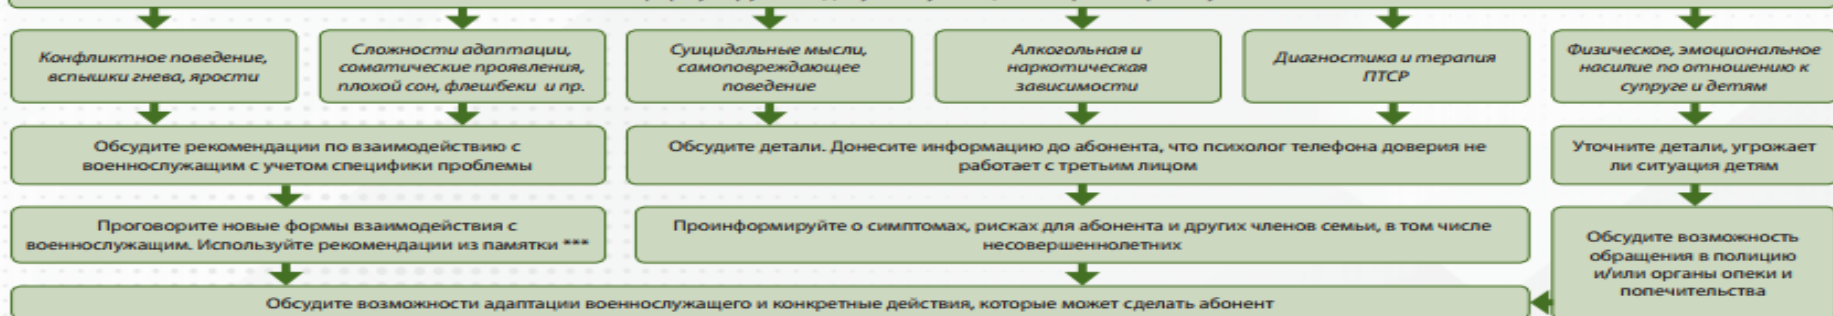 Конфликтное поведение,
вспышки гнева, ярости
Сложности адаптации,
соматические проявления,
плохой сон, флешбеки и пр.
Суицидальные мысли,
самоповреждающее
поведение
Алкогольная и
наркотическая
зависимости
Диагностика и терапия
ПТСР
Физическое, эмоциональное
насилие по отношению к
супруге и детям
Обсудите рекомендации по взаимодействию с
военнослужащим с учетом специфики проблемы
Обсудите детали. Донесите информацию до абонента, что психолог телефона доверия не
работает с третьим лицом
Уточните детали, угрожает
ли ситуация детям
Проговорите новые формы взаимодействия с
военнослужащим. Используйте рекомендации из памятки ***
Проинформируйте о симптомах, рисках для абонента и других членов семьи, в том числе
несовершеннолетних
Обсудите возможность
обращения в полицию
и/или органы опеки и
попечительства
Обсудите возможности адаптации военнослужащего и конкретные действия, которые может сделать абонент